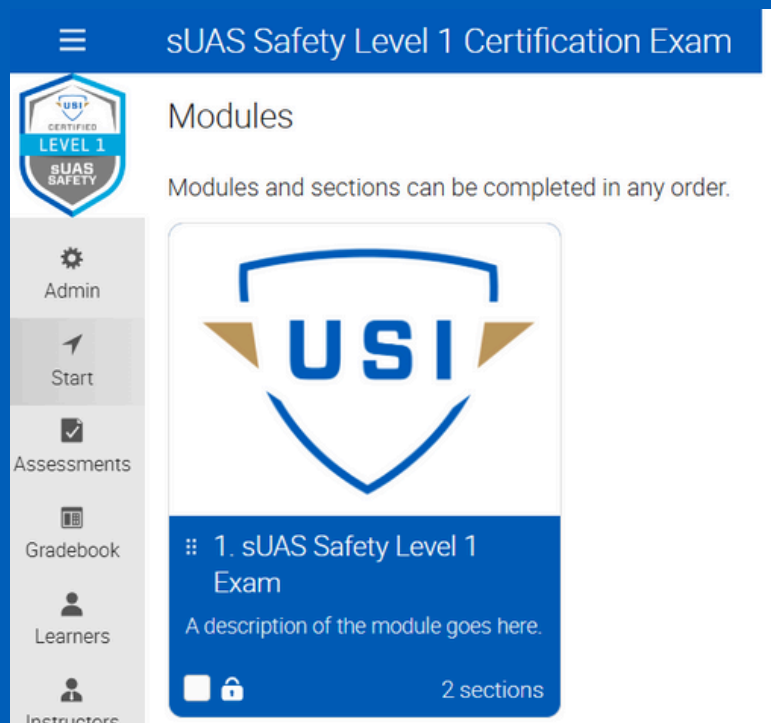 sUAS Safety Level 1 Certification Exam
USI
CERTIFIED
LEVEL 1
sUAS
SAFETY
Modules
Modules and sections can be completed in any order.
Admin
Start
Assessments
Gradebook
Learners
Instructors
USI
1. sUAS Safety Level 1
Exam
A description of the module goes here.
2 sections